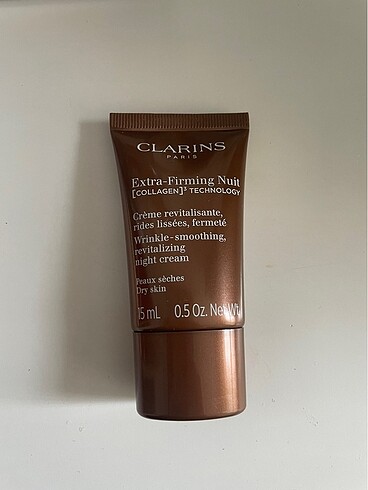 CLARINS
PARIS
Extra-Firming Nuit
[COLLAGEN]³ TECHNOLOGY
Crème revitalisante,
rides lissées, fermeté
Wrinkle-smoothing,
revitalizing
night cream
Peaux sèches
Dry skin
15 mL 0.5 Oz. Net Wt.